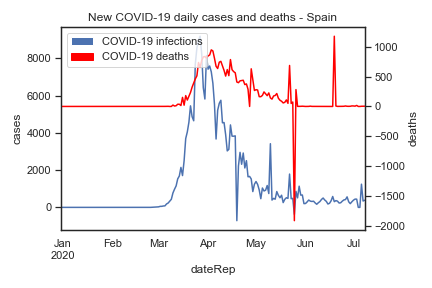 New COVID-19 daily cases and deaths - Spain
COVID-19 infections
COVID-19 deaths
8000
6000
4000
2000
0
cases
1000
500
0
−500
−1000
−1500
−2000
deaths
Jan Feb Mar Apr May Jun Jul
2020
dateRep